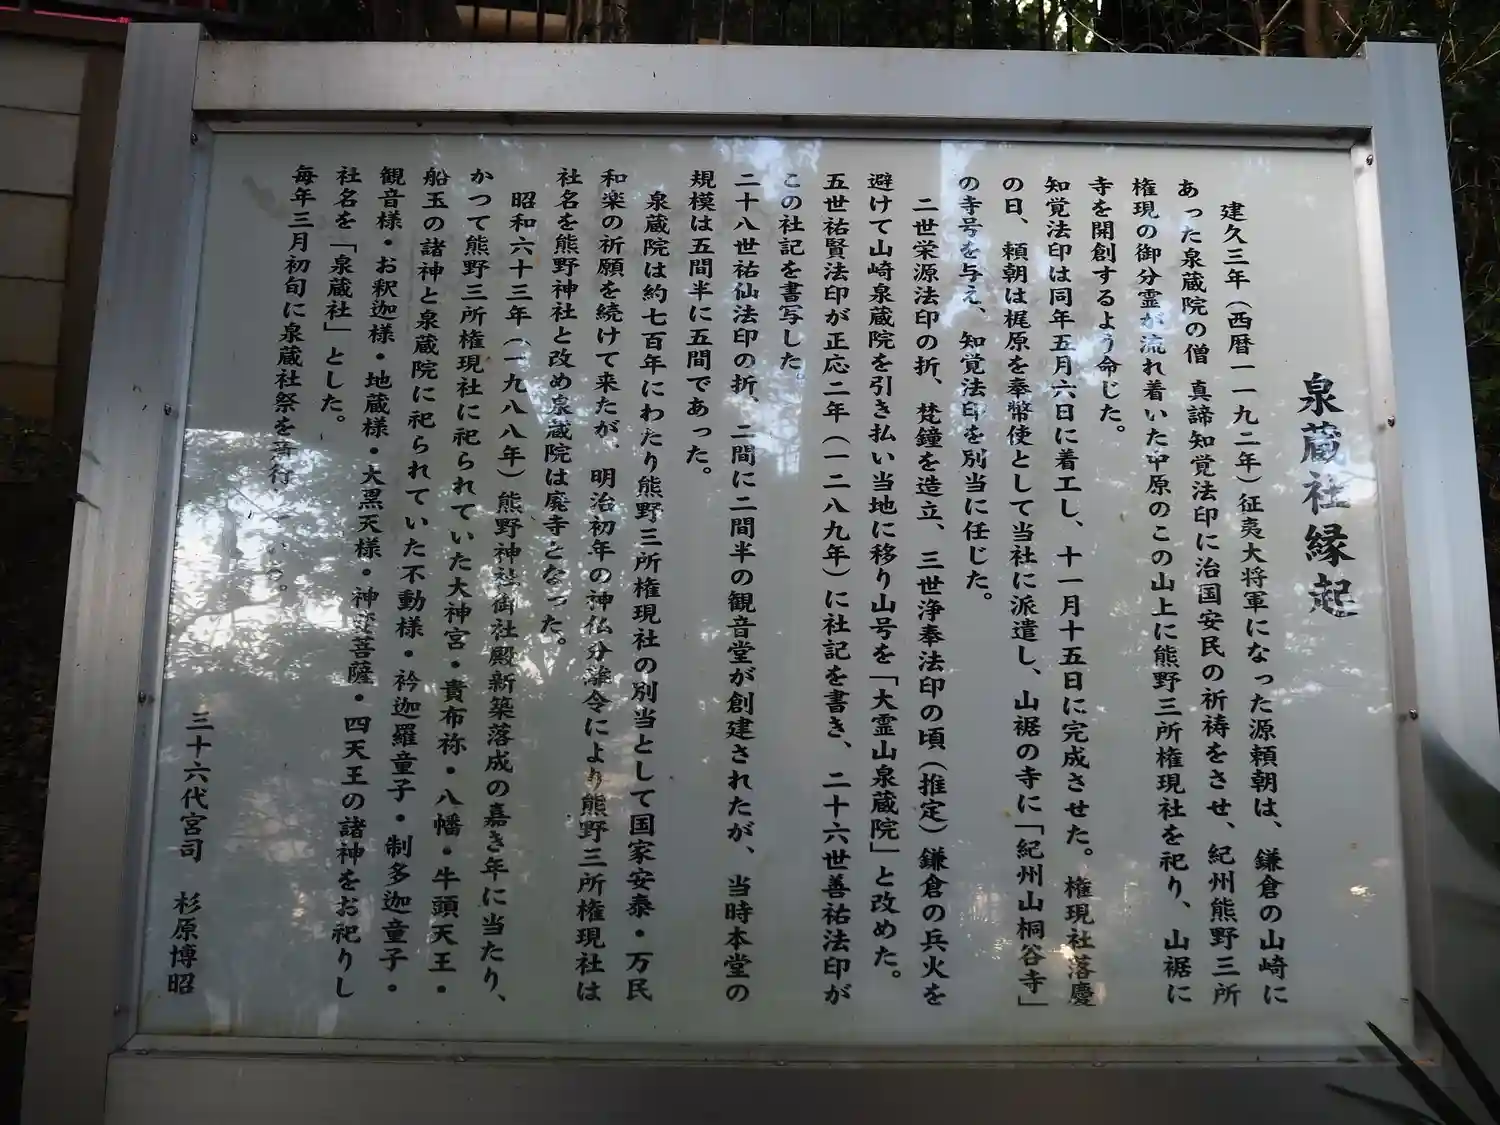 泉蔵社縁起
建久三年（西暦一一九二年）征夷大将軍になった源頼朝は、鎌倉の山崎に
あった泉蔵院の僧 真諦知覚法印に治国安民の祈祷をさせ、紀州熊野三所
権現の御分霊が流れ着いた中原のこの山上に熊野三所権現社を祀り、山裾に
寺を開創するよう命じた。
知覚法印は同年五月六日に着工し、十一月十五日に完成させた。権現社落慶
の日、頼朝は梶原を奉幣使として当社に派遣し、山裾の寺に「紀州山桐谷寺」
の寺号を与え、知覚法印を別当に任じた。
二世栄源法印の折、梵鐘を造立、三世浄奉法印の頃（推定）鎌倉の兵火を
避けて山崎泉蔵院を引き払い当地に移り山号を「大霊山泉蔵院」と改めた。
五世祐賢法印が正応二年（一二八九年）に社記を書き、二十六世善祐法印が
この社記を書写した。
二十八世祐仙法印の折、二間に二間半の観音堂が創建されたが、当時本堂の
規模は五間半に五間であった。
泉蔵院は約七百年にわたり熊野三所権現社の別当として国家安泰・万民
和楽の祈願を続けて来たが、明治初年の神仏分離令により熊野三所権現社は
社名を熊野神社と改め泉蔵院は廃寺となった。
昭和六十三年（一九八八年）熊野神社御社殿新築落成の嘉き年に当たり、
かつて熊野三所権現社に祀られていた大神宮・貴布祢・八幡・牛頭天王・
船玉の諸神と泉蔵院に祀られていた不動様・衿迦羅童子・制多迦童子・
観音様・お釈迦様・地蔵様・大黒天様・神変菩薩・四天王の諸神をお祀りし
社名を「泉蔵社」とした。
毎年三月初旬に泉蔵社祭を斎行
三十六代宮司 杉原博昭